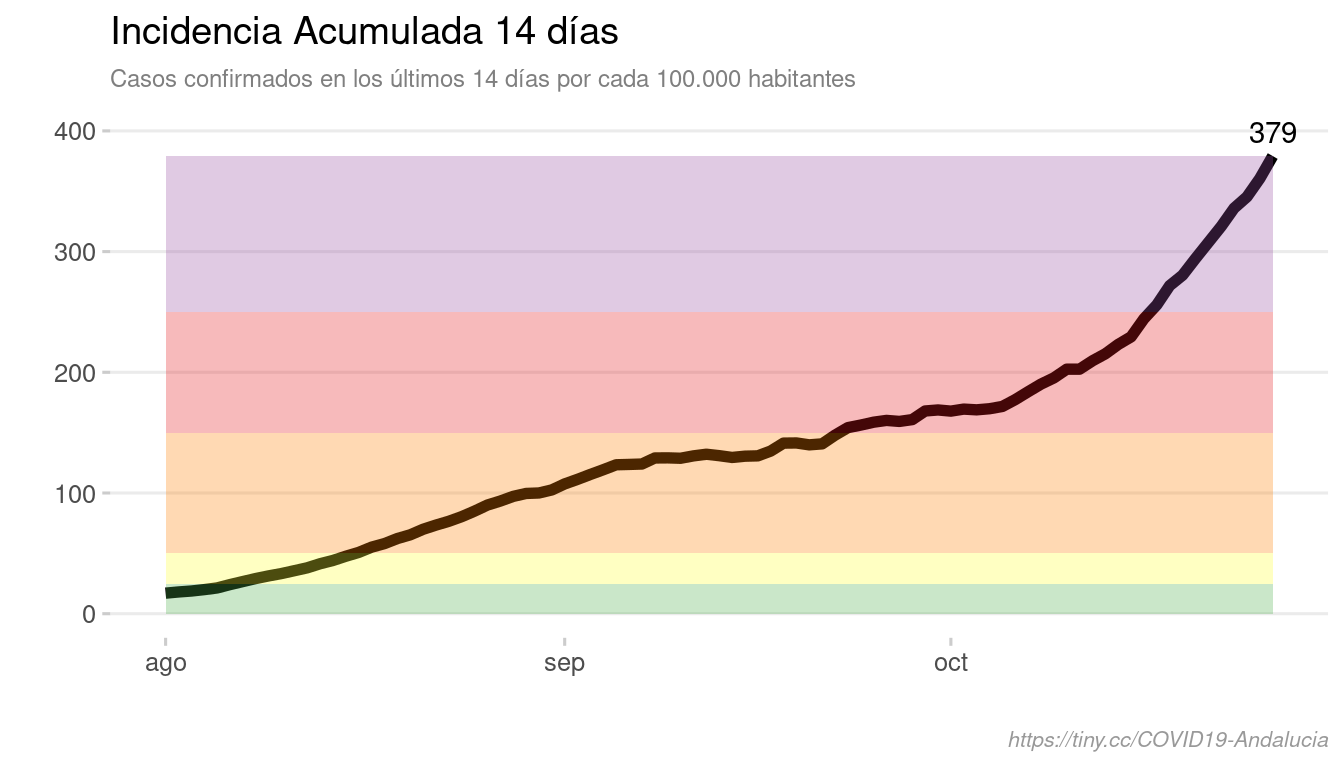 Incidencia Acumulada 14 días
Casos confirmados en los últimos 14 días por cada 100.000 habitantes
400
379
300
200
100
0
ago sep oct
https://tiny.cc/COVID19-Andalucia